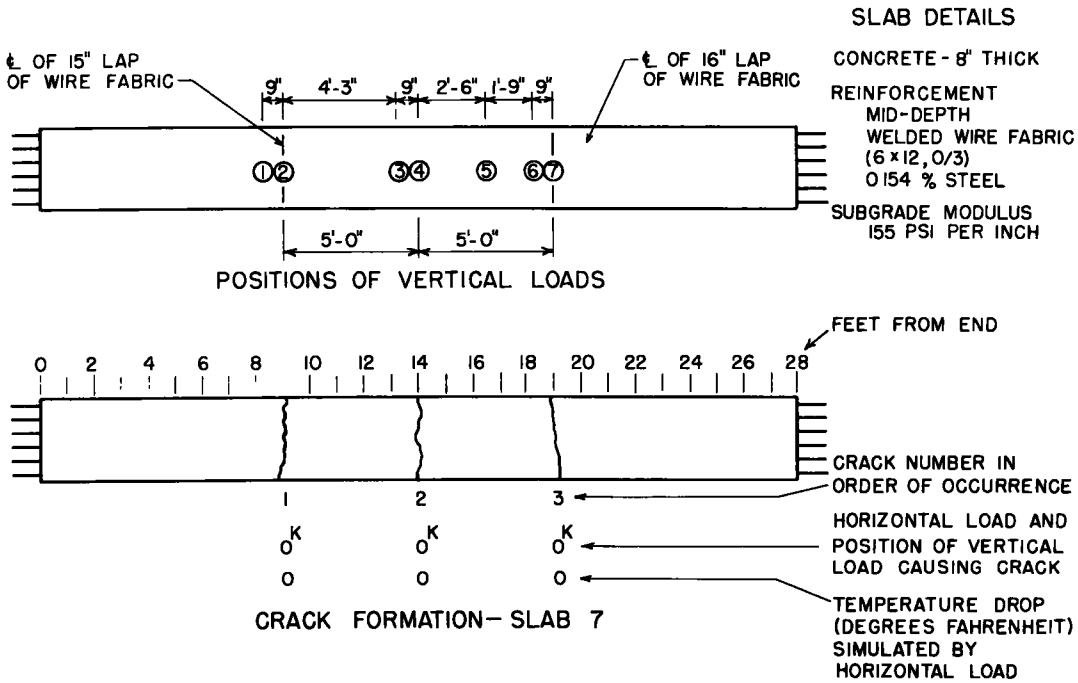 SLAB DETAILS
℄ OF 15" LAP
OF WIRE FABRIC
℄ OF 16" LAP
OF WIRE FABRIC
CONCRETE - 8" THICK
9" 4'-3" 9" 2'-6" 1'-9" 9"
REINFORCEMENT
MID-DEPTH
WELDED WIRE FABRIC
(6 × 12, 0/3)
0 154 % STEEL
1 2 3 4 5 6 7
SUBGRADE MODULUS
155 PSI PER INCH
5'-0" 5'-0"
POSITIONS OF VERTICAL LOADS
FEET FROM END
0 2 4 6 8 10 12 14 16 18 20 22 24 26 28
CRACK NUMBER IN
ORDER OF OCCURRENCE
1 2 3
HORIZONTAL LOAD AND
POSITION OF VERTICAL
LOAD CAUSING CRACK
0K 0K 0K
0 0 0
TEMPERATURE DROP
(DEGREES FAHRENHEIT)
SIMULATED BY
HORIZONTAL LOAD
CRACK FORMATION — SLAB 7